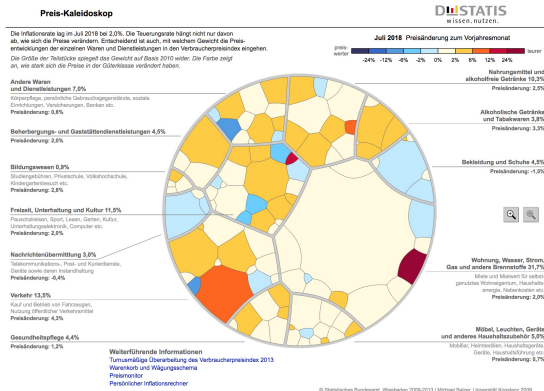 Preis-Kaleidoskop
DESTATIS
wissen.nutzen.
Die Inflationsrate lag im Juli 2018 bei 2,0%. Die Teuerungsrate hängt nicht nur davon
ab, wie sich die Preise verändern. Entscheidend ist auch, mit welchem Gewicht die Preis-
entwicklungen der einzelnen Waren und Dienstleistungen in den Verbraucherpreisindex eingehen.
Die Größe der Teilstücke spiegelt das Gewicht auf Basis 2010 wider. Die Farbe zeigt
an, wie stark sich die Preise in der Güterklasse verändert haben.
Juli 2018 Preisänderung zum Vorjahresmonat
preis-
werter
teurer
-24% -12% -6% -2% 0% 2% 6% 12% 24%
Andere Waren
und Dienstleistungen 7,0%
Körperpflege, persönliche Gebrauchsgegenstände, soziale
Einrichtungen, Versicherungen, Banken etc.
Preisänderung: 0,8%
Beherbergungs- und Gaststättendienstleistungen 4,5%
Preisänderung: 2,0%
Bildungswesen 0,9%
Studiengebühren, Privatschule, Volkshochschule,
Kindergartenbesuch etc.
Preisänderung: 2,8%
Freizeit, Unterhaltung und Kultur 11,5%
Pauschalreisen, Sport, Lesen, Garten, Kultur,
Unterhaltungselektronik, Computer etc.
Preisänderung: 2,0%
Nachrichtenübermittlung 3,0%
Telekommunikations-, Post- und Kurierdienste,
Geräte sowie deren Instandhaltung
Preisänderung: -0,4%
Verkehr 13,5%
Kauf und Betrieb von Fahrzeugen,
Nutzung öffentlicher Verkehrsmittel
Preisänderung: 4,3%
Gesundheitspflege 4,4%
Preisänderung: 1,2%
Nahrungsmittel und
alkoholfreie Getränke 10,3%
Preisänderung: 2,5%
Alkoholische Getränke
und Tabakwaren 3,8%
Preisänderung: 3,3%
Bekleidung und Schuhe 4,5%
Preisänderung: -1,5%
Wohnung, Wasser, Strom,
Gas und andere Brennstoffe 31,7%
Miete und Mietwert für selbst
genutztes Wohneigentum, Haushalts-
energie, Nebenkosten etc.
Preisänderung: 2,0%
Möbel, Leuchten, Geräte
und anderes Haushaltszubehör 5,0%
Mobiliar, Heimtextilien, Haushaltsgeräte,
Geräte, Haushaltsführung etc.
Preisänderung: 0,7%
Weiterführende Informationen
Turnusmäßige Überarbeitung des Verbraucherpreisindex 2013
Warenkorb und Wägungsschema
Preismonitor
Persönlicher Inflationsrechner
© Statistisches Bundesamt, Wiesbaden 2009-2013 / Michael Balzer, Universität Konstanz 2009